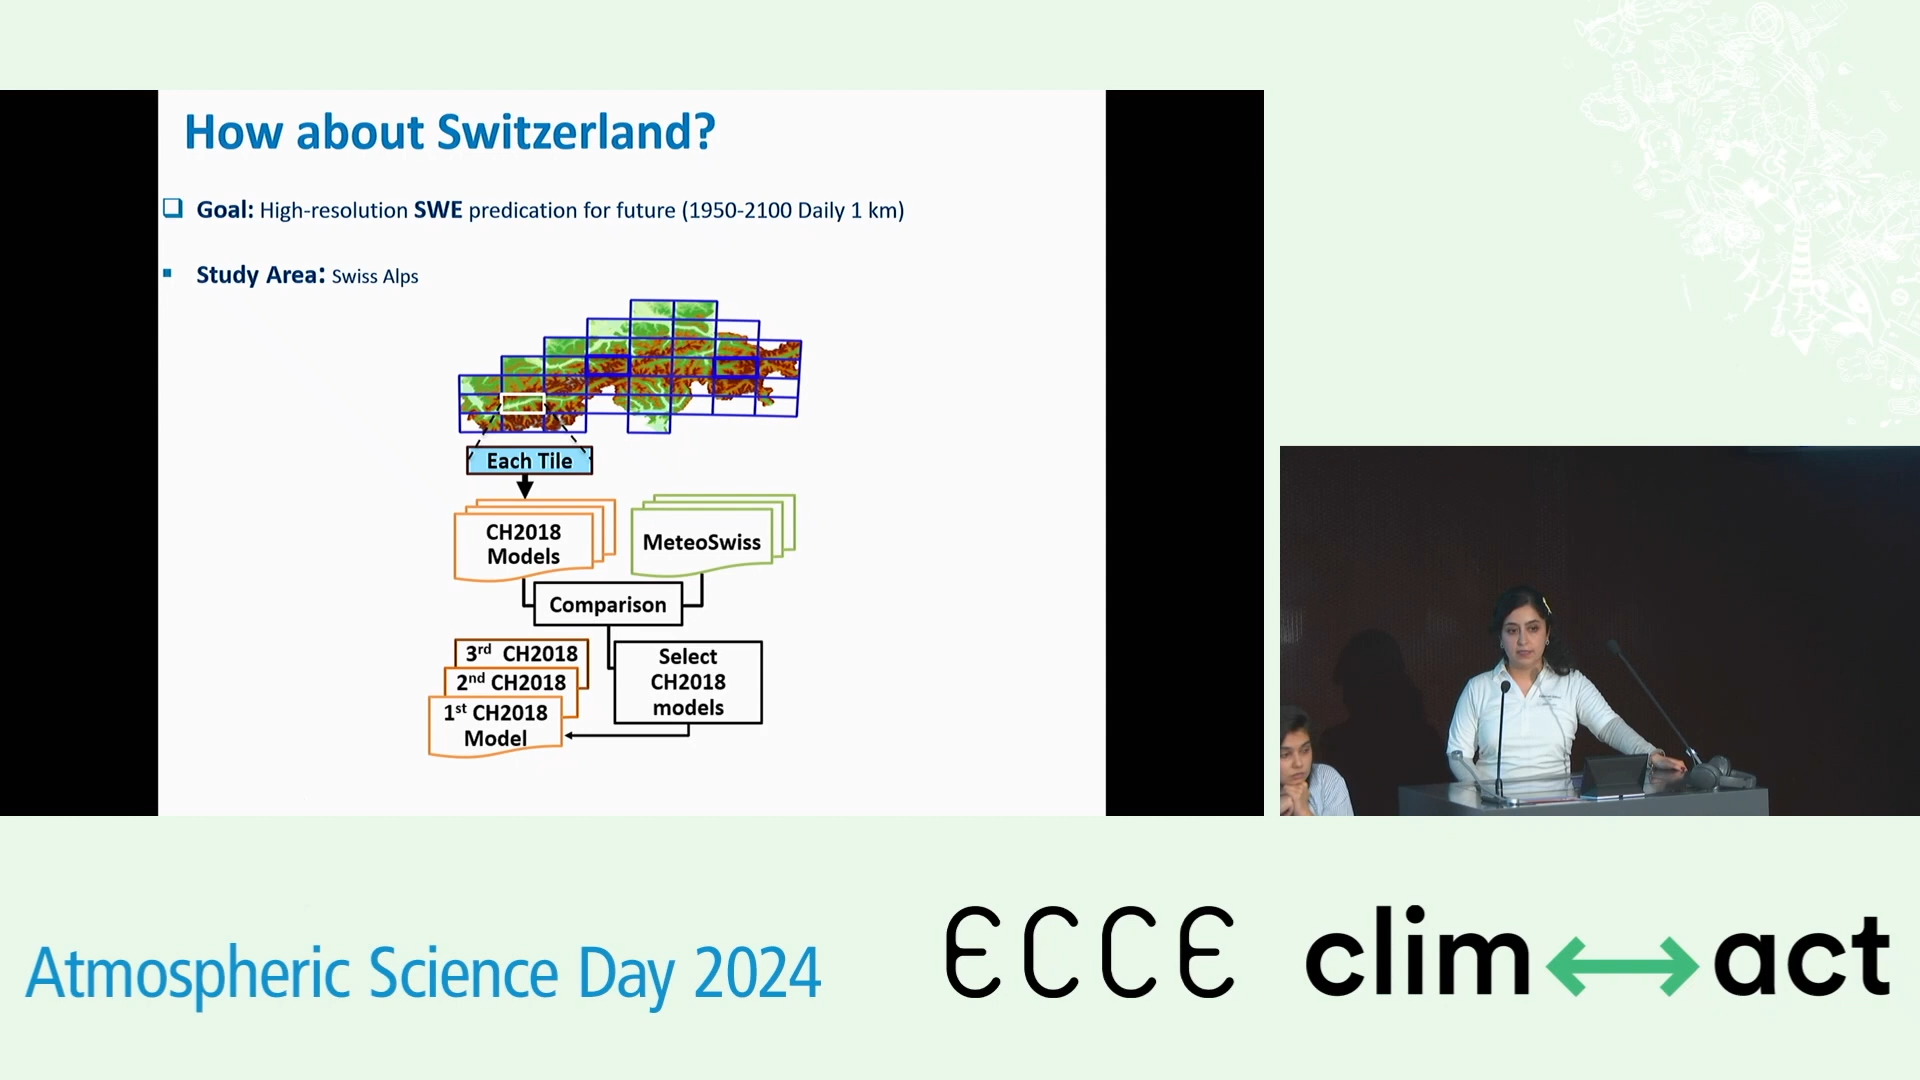 How about Switzerland?
Goal: High-resolution SWE predication for future (1950-2100 Daily 1 km)
Study Area: Swiss Alps
Each Tile
CH2018
Models
MeteoSwiss
Comparison
3rd CH2018
2nd CH2018
1st CH2018
Model
Select
CH2018
models
Atmospheric Science Day 2024
ECCE
clim act